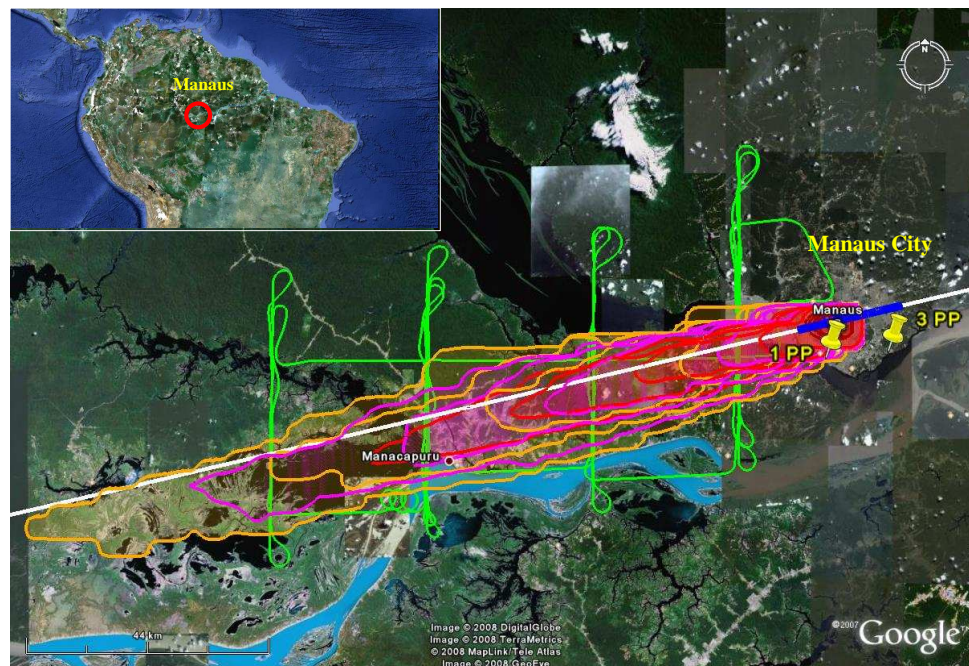 Manaus
N
Manaus City
Manaus
3 PP
1 PP
Manacapuru
44 km
Image © 2008 DigitalGlobe
Image © 2008 TerraMetrics
© 2008 MapLink/Tele Atlas
Image © 2008 GeoEye
©2007 Google